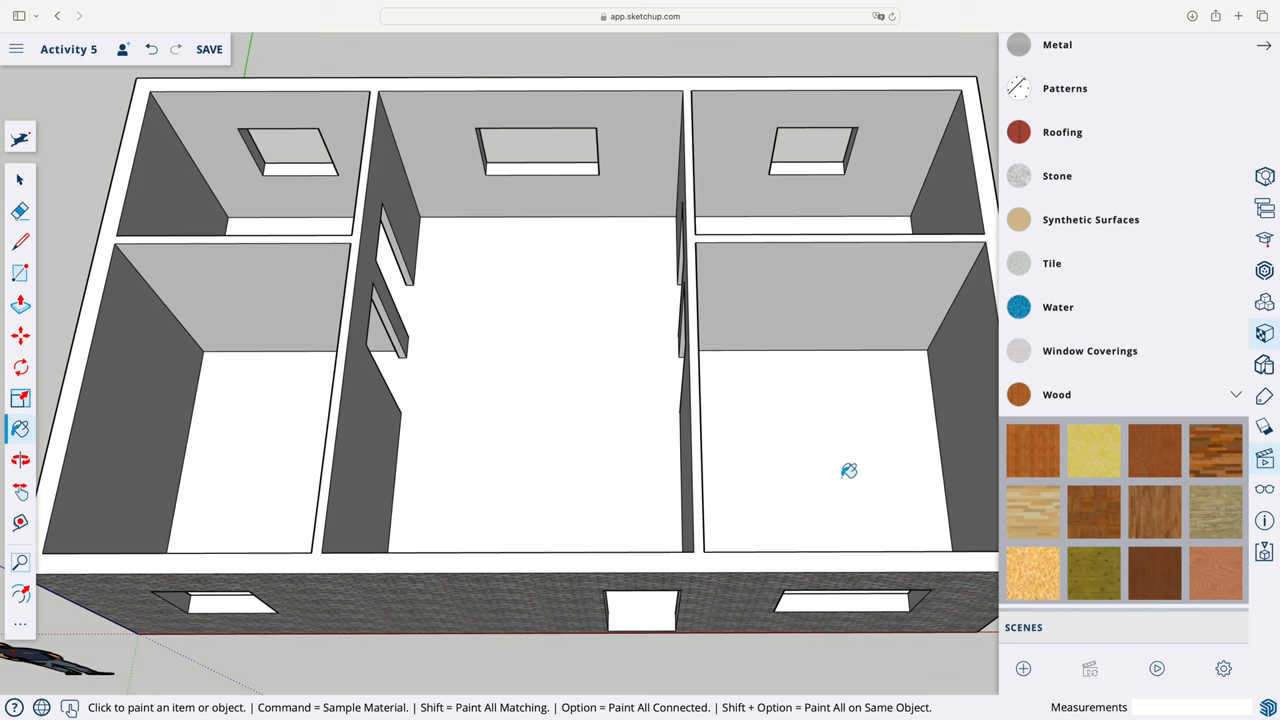 app.sketchup.com
Activity 5
SAVE
Metal
Patterns
Roofing
Stone
Synthetic Surfaces
Tile
Water
Window Coverings
Wood
SCENES
Click to paint an item or object. | Command = Sample Material. | Shift = Paint All Matching. | Option = Paint All Connected. | Shift + Option = Paint All on Same Object.
Measurements